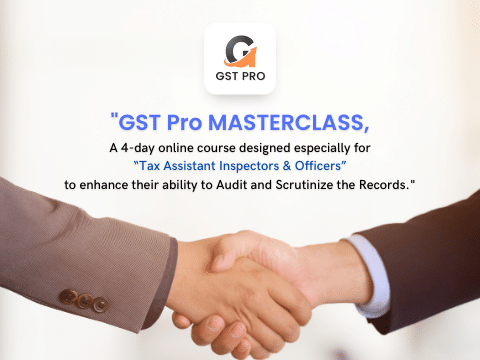 GST PRO
"GST Pro MASTERCLASS,
A 4-day online course designed especially for
“Tax Assistant Inspectors & Officers”
to enhance their ability to Audit and Scrutinize the Records."